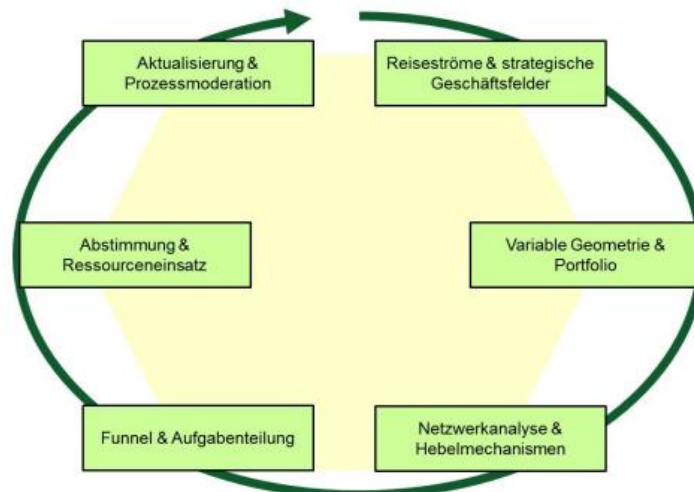 Aktualisierung &
Prozessmoderation
Reiseströme & strategische
Geschäftsfelder
Abstimmung &
Ressourceneinsatz
Variable Geometrie &
Portfolio
Funnel & Aufgabenteilung
Netzwerkanalyse &
Hebelmechanismen